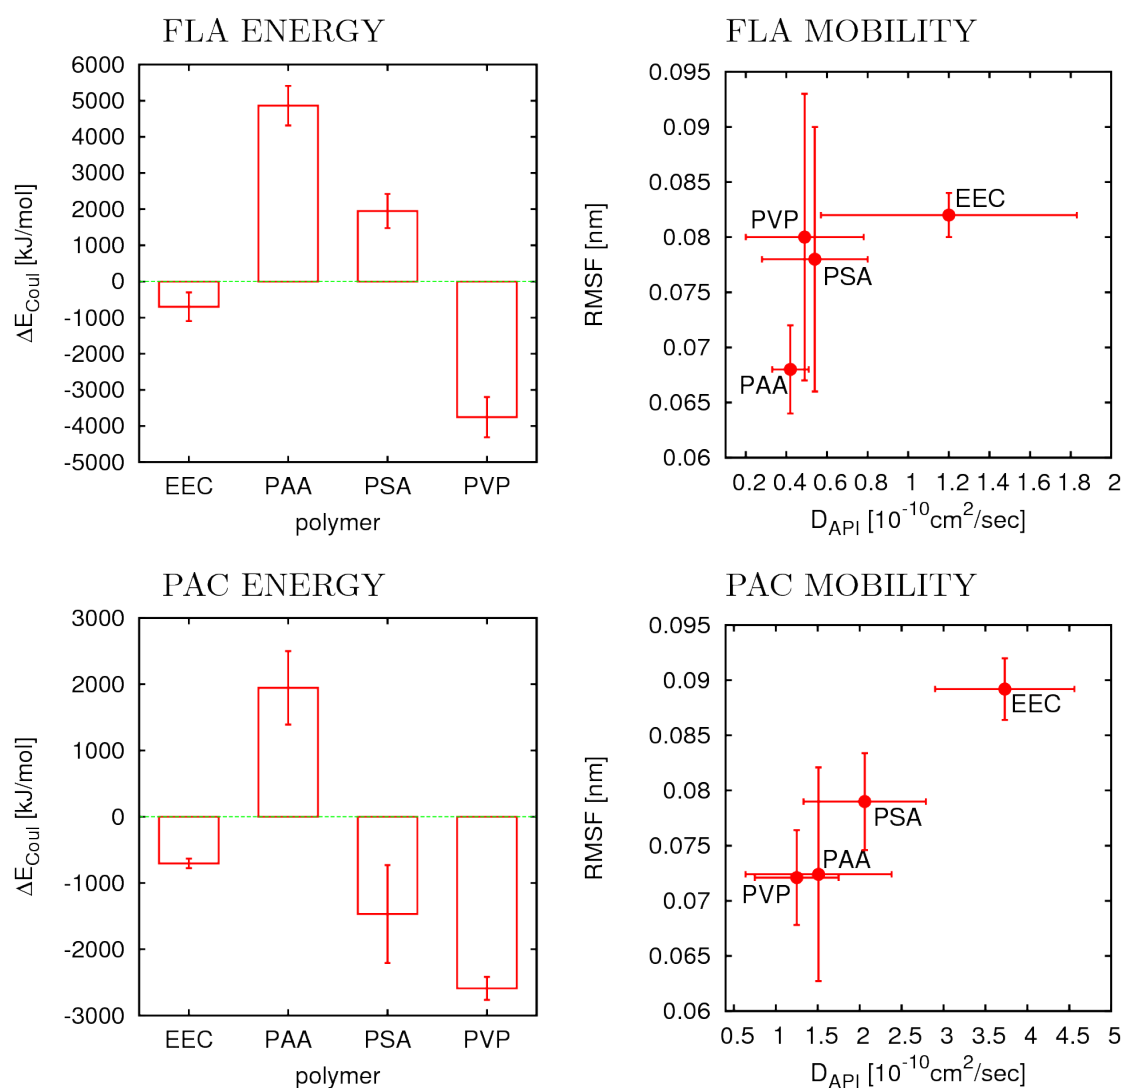 FLA ENERGY
6000
5000
4000
3000
2000
1000
0
-1000
-2000
-3000
-4000
-5000
ΔE_Coul [kJ/mol]
EEC PAA PSA PVP
polymer
FLA MOBILITY
0.095
0.09
0.085
0.08
0.075
0.07
0.065
0.06
RMSF [nm]
EEC
PVP
PSA
PAA
0.2 0.4 0.6 0.8 1 1.2 1.4 1.6 1.8 2
D_API [10^-10cm^2/sec]
PAC ENERGY
3000
2000
1000
0
-1000
-2000
-3000
ΔE_Coul [kJ/mol]
EEC PAA PSA PVP
polymer
PAC MOBILITY
0.095
0.09
0.085
0.08
0.075
0.07
0.065
0.06
RMSF [nm]
EEC
PSA
PAA
PVP
0.5 1 1.5 2 2.5 3 3.5 4 4.5 5
D_API [10^-10cm^2/sec]